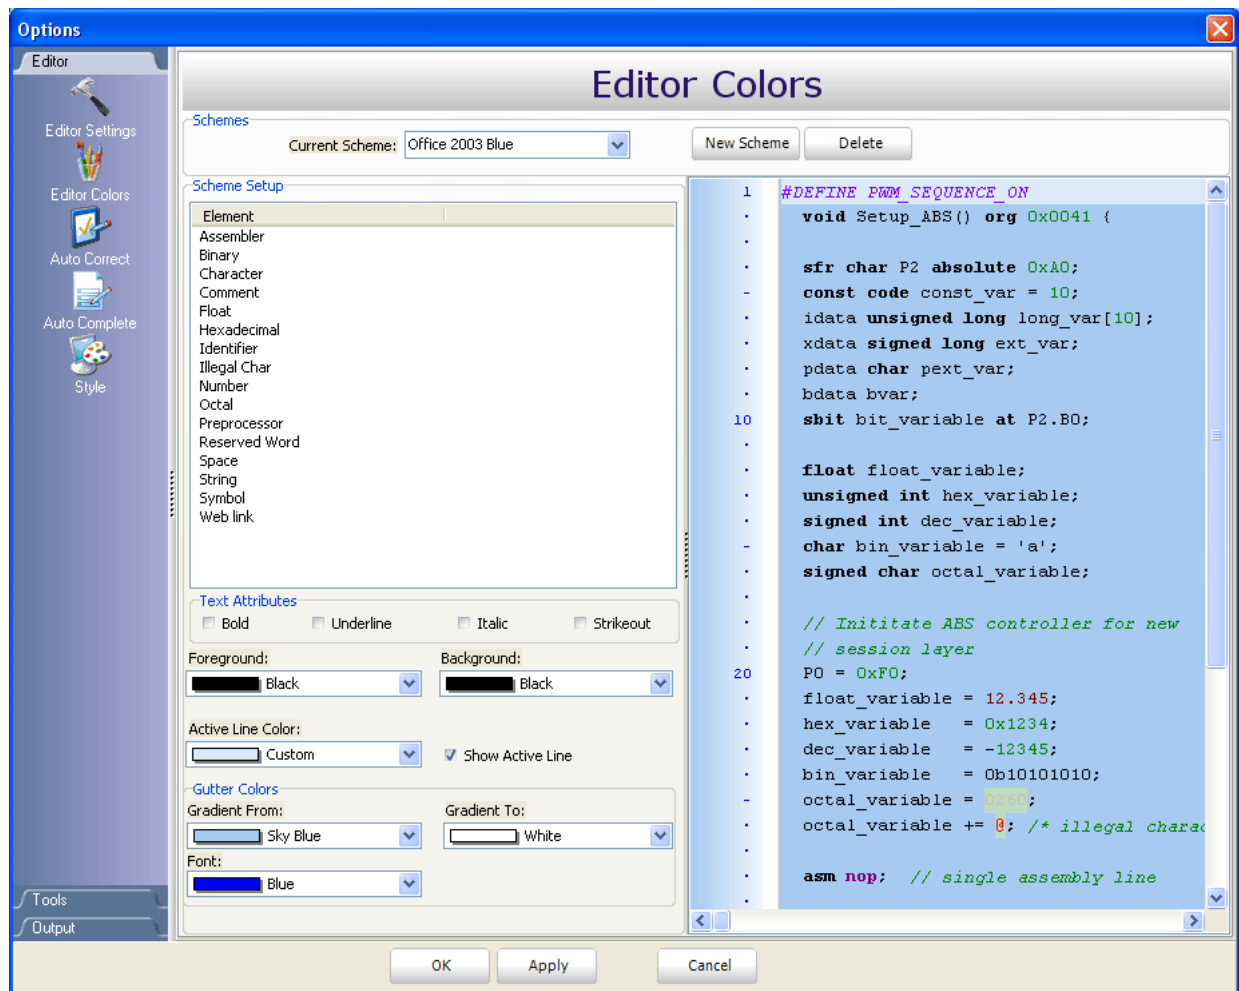 Options
Editor
Editor Settings
Editor Colors
Auto Correct
Auto Complete
Style
Tools
Output
Editor Colors
Schemes
Current Scheme: Office 2003 Blue
New Scheme Delete
Scheme Setup
Element
Assembler
Binary
Character
Comment
Float
Hexadecimal
Identifier
Illegal Char
Number
Octal
Preprocessor
Reserved Word
Space
String
Symbol
Web link
Text Attributes
Bold Underline Italic Strikeout
Foreground: Background:
Black Black
Active Line Color:
Custom Show Active Line
Gutter Colors
Gradient From: Gradient To:
Sky Blue White
Font:
Blue
1 #DEFINE PWM_SEQUENCE_ON
void Setup_ABS() org 0x0041 {
sfr char P2 absolute 0xA0;
const code const_var = 10;
idata unsigned long long_var[10];
xdata signed long ext_var;
pdata char pext_var;
bdata bvar;
10 sbit bit_variable at P2.B0;
float float_variable;
unsigned int hex_variable;
signed int dec_variable;
char bin_variable = 'a';
signed char octal_variable;
// Inititate ABS controller for new
// session layer
20 P0 = 0xF0;
float_variable = 12.345;
hex_variable = 0x1234;
dec_variable = -12345;
bin_variable = 0b10101010;
octal_variable = 0260;
octal_variable += @; /* illegal charac
asm nop; // single assembly line
OK Apply Cancel